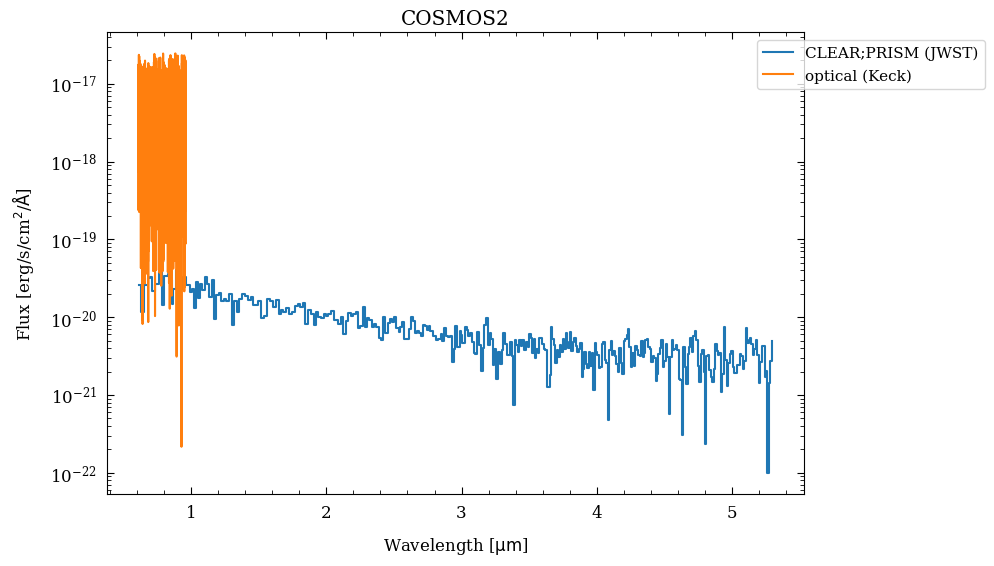 COSMOS2
CLEAR;PRISM (JWST)
optical (Keck)
Flux [erg/s/cm²/Å]
10⁻¹⁷
10⁻¹⁸
10⁻¹⁹
10⁻²⁰
10⁻²¹
10⁻²²
1 2 3 4 5
Wavelength [μm]